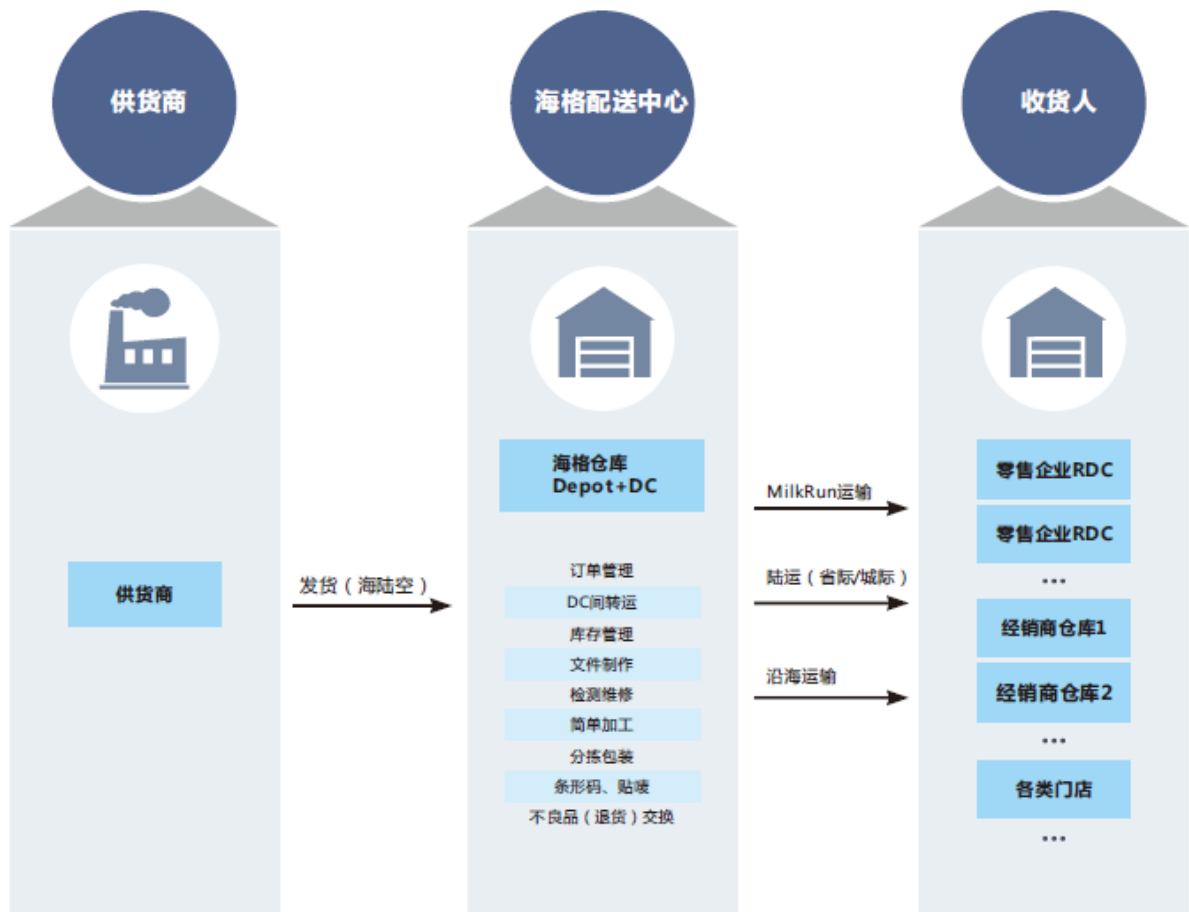 供货商
海格配送中心
收货人
海格仓库
Depot+DC
订单管理
DC间转运
库存管理
文件制作
检测维修
简单加工
分拣包装
条形码、贴唛
不良品（退货）交换
供货商
发货（海陆空）
MilkRun运输
陆运（省际/城际）
沿海运输
零售企业RDC
零售企业RDC
...
经销商仓库1
经销商仓库2
...
各类门店
...